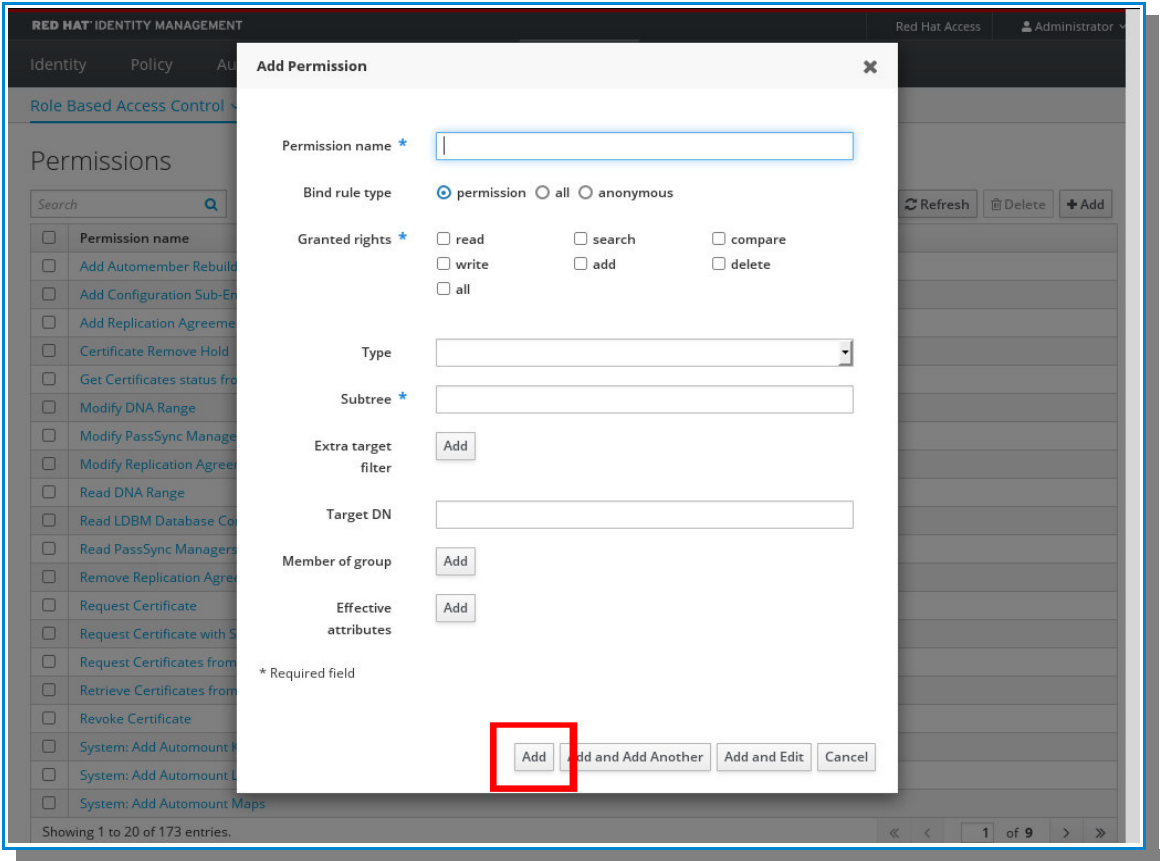 RED HAT IDENTITY MANAGEMENT
Red Hat Access
Administrator
Identity
Policy
Au
Role Based Access Control
Permissions
Search
Refresh
Delete
Add
Permission name
Add Automember Rebuild
Add Configuration Sub-En
Add Replication Agreeme
Certificate Remove Hold
Get Certificates status fro
Modify DNA Range
Modify PassSync Manage
Modify Replication Agreer
Read DNA Range
Read LDBM Database Co
Read PassSync Managers
Remove Replication Agree
Request Certificate
Request Certificate with S
Request Certificates from
Retrieve Certificates from
Revoke Certificate
System: Add Automount K
System: Add Automount L
System: Add Automount Maps
Showing 1 to 20 of 173 entries.
1 of 9
Add Permission
Permission name *
Bind rule type
permission all anonymous
Granted rights *
read search compare
write add delete
all
Type
Subtree *
Extra target
filter
Add
Target DN
Member of group
Add
Effective
attributes
Add
* Required field
Add
Add and Add Another
Add and Edit
Cancel